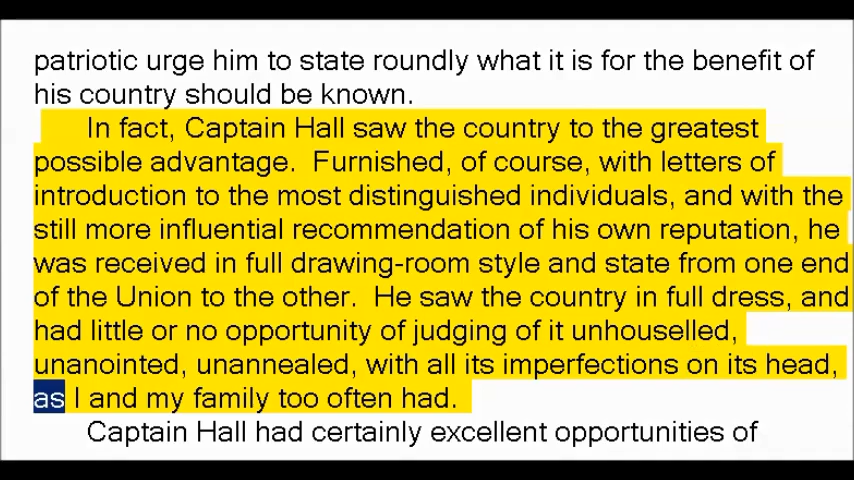 patriotic urge him to state roundly what it is for the benefit of
his country should be known.
In fact, Captain Hall saw the country to the greatest
possible advantage.  Furnished, of course, with letters of
introduction to the most distinguished individuals, and with the
still more influential recommendation of his own reputation, he
was received in full drawing-room style and state from one end
of the Union to the other.  He saw the country in full dress, and
had little or no opportunity of judging of it unhouselled,
unanointed, unannealed, with all its imperfections on its head,
as I and my family too often had.
Captain Hall had certainly excellent opportunities of